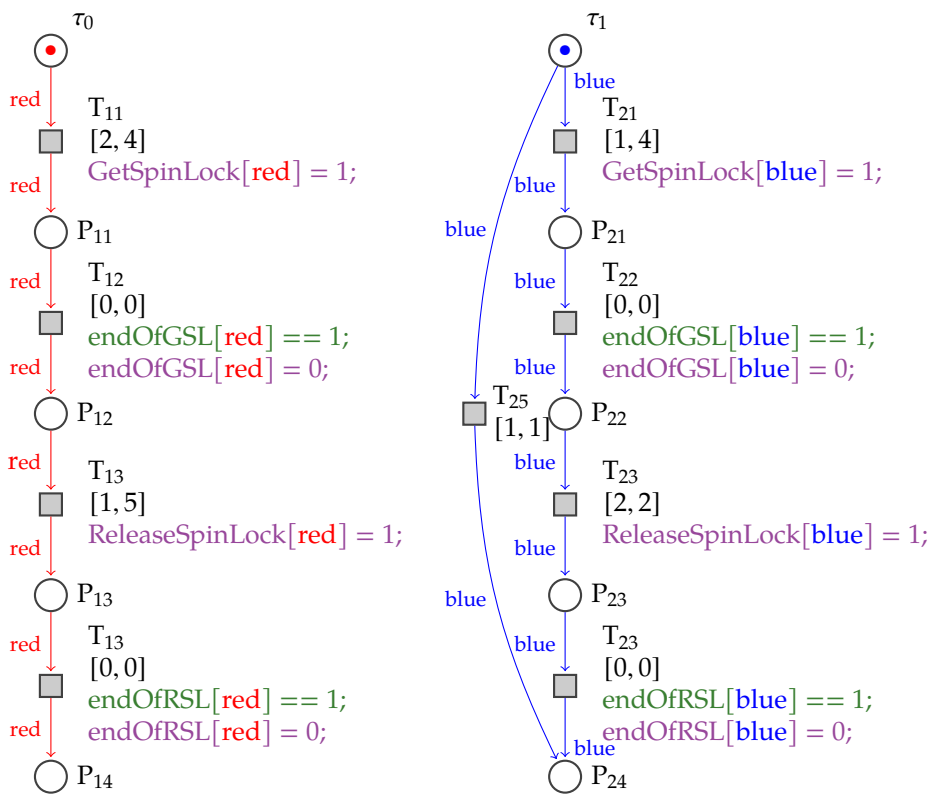 τ₀
red
T₁₁
[2, 4]
red
GetSpinLock[red] = 1;
P₁₁
red
T₁₂
[0, 0]
endOfGSL[red] == 1;
red
endOfGSL[red] = 0;
P₁₂
red
T₁₃
[1, 5]
ReleaseSpinLock[red] = 1;
red
P₁₃
red
T₁₃
[0, 0]
endOfRSL[red] == 1;
red
endOfRSL[red] = 0;
P₁₄
τ₁
blue
T₂₁
[1, 4]
blue
GetSpinLock[blue] = 1;
blue
P₂₁
blue
T₂₂
[0, 0]
endOfGSL[blue] == 1;
blue
endOfGSL[blue] = 0;
T₂₅
[1, 1]
P₂₂
blue
T₂₃
[2, 2]
ReleaseSpinLock[blue] = 1;
blue
blue
P₂₃
blue
T₂₃
[0, 0]
endOfRSL[blue] == 1;
endOfRSL[blue] = 0;
blue
P₂₄